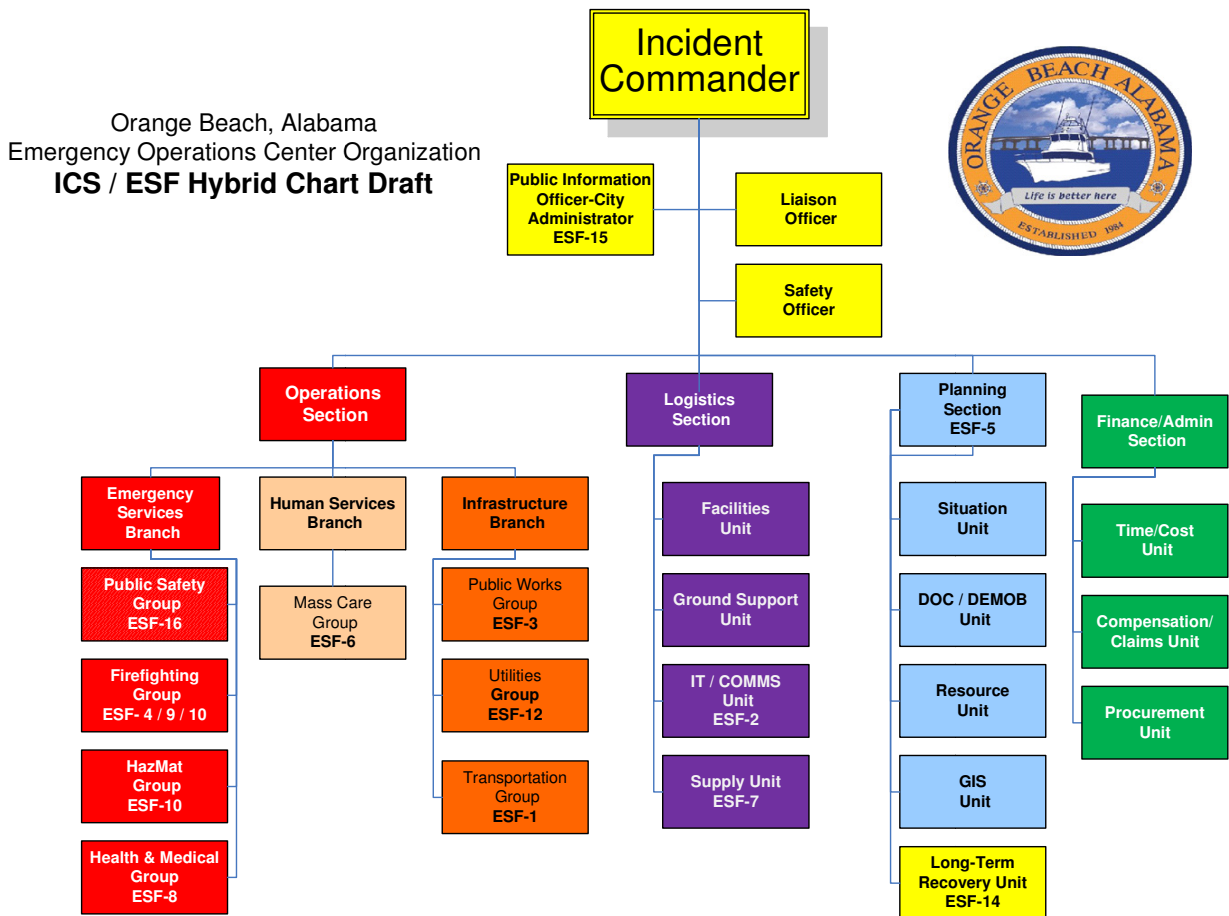 Incident
Commander
Orange Beach, Alabama
Emergency Operations Center Organization
ICS / ESF Hybrid Chart Draft
ORANGE BEACH ALABAMA
Life is better here
ESTABLISHED 1984
Public Information
Officer-City
Administrator
ESF-15
Liaison
Officer
Safety
Officer
Operations
Section
Logistics
Section
Planning
Section
ESF-5
Finance/Admin
Section
Emergency
Services
Branch
Human Services
Branch
Infrastructure
Branch
Facilities
Unit
Situation
Unit
Time/Cost
Unit
Public Safety
Group
ESF-16
Mass Care
Group
ESF-6
Public Works
Group
ESF-3
Ground Support
Unit
DOC / DEMOB
Unit
Compensation/
Claims Unit
Firefighting
Group
ESF- 4 / 9 / 10
Utilities
Group
ESF-12
IT / COMMS
Unit
ESF-2
Resource
Unit
Procurement
Unit
HazMat
Group
ESF-10
Transportation
Group
ESF-1
Supply Unit
ESF-7
GIS
Unit
Health & Medical
Group
ESF-8
Long-Term
Recovery Unit
ESF-14